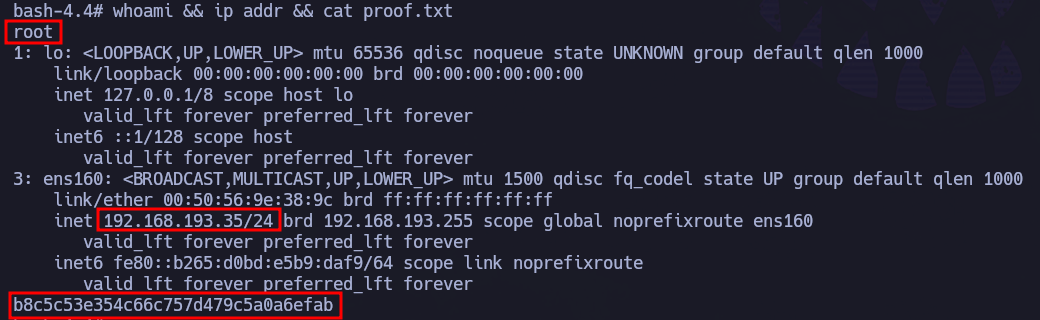 bash-4.4# whoami && ip addr && cat proof.txt
root
1: lo: <LOOPBACK,UP,LOWER_UP> mtu 65536 qdisc noqueue state UNKNOWN group default qlen 1000
    link/loopback 00:00:00:00:00:00 brd 00:00:00:00:00:00
    inet 127.0.0.1/8 scope host lo
       valid_lft forever preferred_lft forever
    inet6 ::1/128 scope host
       valid_lft forever preferred_lft forever
3: ens160: <BROADCAST,MULTICAST,UP,LOWER_UP> mtu 1500 qdisc fq_codel state UP group default qlen 1000
    link/ether 00:50:56:9e:38:9c brd ff:ff:ff:ff:ff:ff
    inet 192.168.193.35/24 brd 192.168.193.255 scope global noprefixroute ens160
       valid_lft forever preferred_lft forever
    inet6 fe80::b265:d0bd:e5b9:daf9/64 scope link noprefixroute
       valid_lft forever preferred_lft forever
b8c5c53e354c66c757d479c5a0a6efab